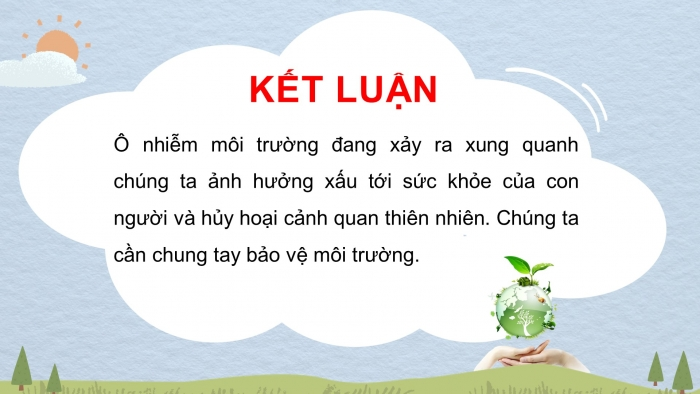 KẾT LUẬN
Ô nhiễm môi trường đang xảy ra xung quanh
chúng ta ảnh hưởng xấu tới sức khỏe của con
người và hủy hoại cảnh quan thiên nhiên. Chúng ta
cần chung tay bảo vệ môi trường.